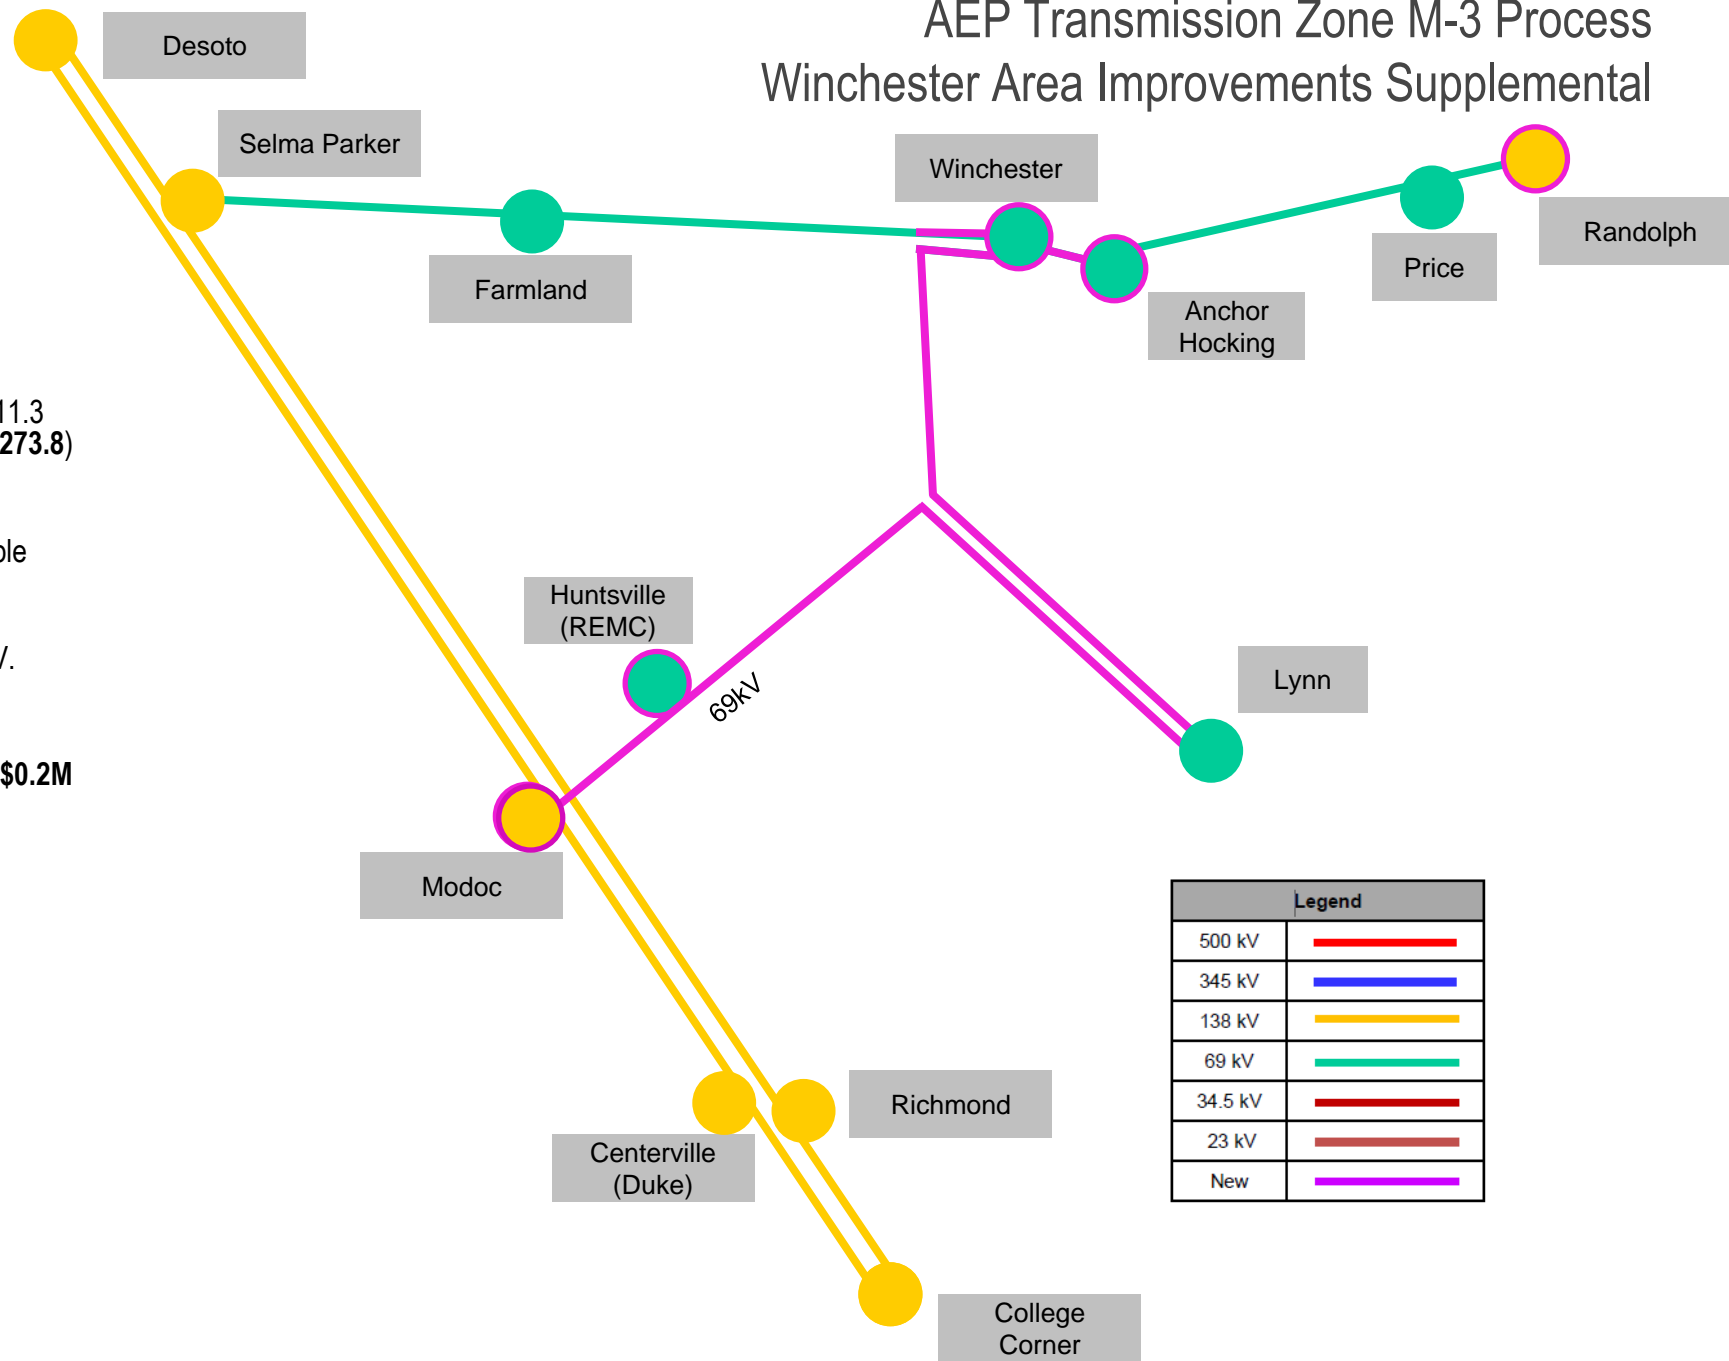 AEP Transmission Zone M-3 Process
Winchester Area Improvements Supplemental
Desoto
Selma Parker
Winchester
Randolph
Farmland
Price
Anchor
Hocking
11.3
273.8)
ble
Huntsville
(REMC)
V.
69kV
Lynn
$0.2M
Modoc
Legend
500 kV
345 kV
138 kV
69 kV
34.5 kV
23 kV
New
Richmond
Centerville
(Duke)
College
Corner